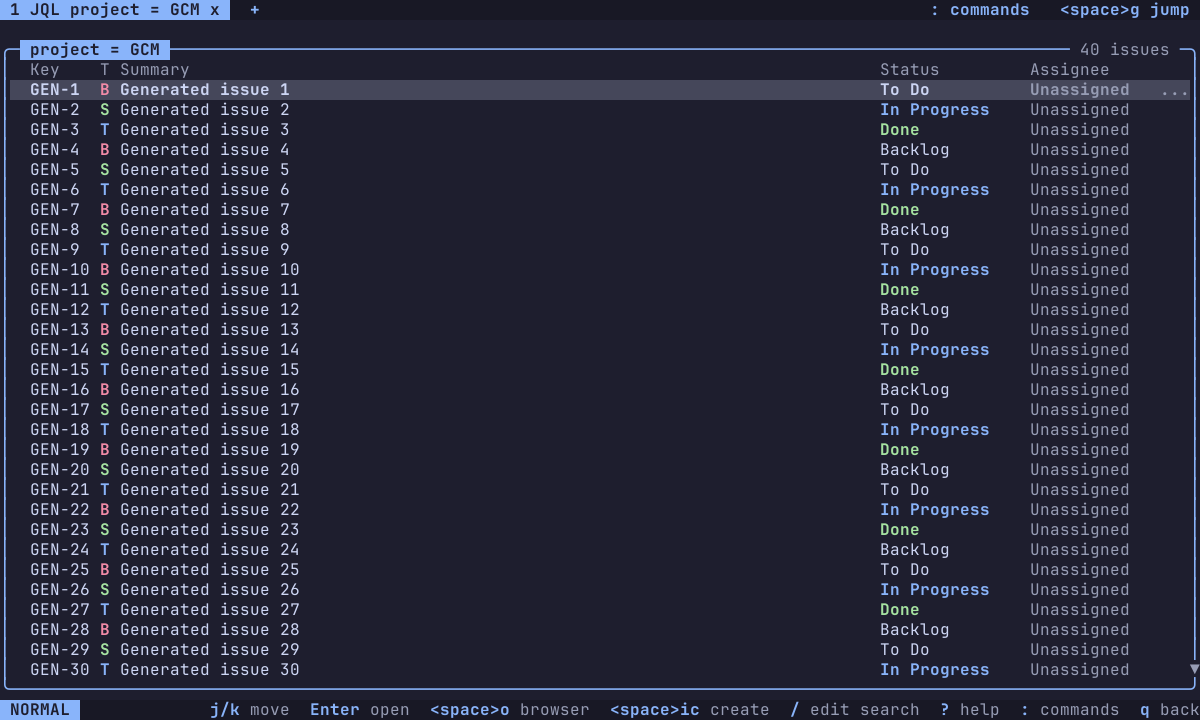 1 JQL project = GCM x + : commands <space>g jump
project = GCM 40 issues
Key T Summary Status Assignee
GEN-1 B Generated issue 1 To Do Unassigned ...
GEN-2 S Generated issue 2 In Progress Unassigned
GEN-3 T Generated issue 3 Done Unassigned
GEN-4 B Generated issue 4 Backlog Unassigned
GEN-5 S Generated issue 5 To Do Unassigned
GEN-6 T Generated issue 6 In Progress Unassigned
GEN-7 B Generated issue 7 Done Unassigned
GEN-8 S Generated issue 8 Backlog Unassigned
GEN-9 T Generated issue 9 To Do Unassigned
GEN-10 B Generated issue 10 In Progress Unassigned
GEN-11 S Generated issue 11 Done Unassigned
GEN-12 T Generated issue 12 Backlog Unassigned
GEN-13 B Generated issue 13 To Do Unassigned
GEN-14 S Generated issue 14 In Progress Unassigned
GEN-15 T Generated issue 15 Done Unassigned
GEN-16 B Generated issue 16 Backlog Unassigned
GEN-17 S Generated issue 17 To Do Unassigned
GEN-18 T Generated issue 18 In Progress Unassigned
GEN-19 B Generated issue 19 Done Unassigned
GEN-20 S Generated issue 20 Backlog Unassigned
GEN-21 T Generated issue 21 To Do Unassigned
GEN-22 B Generated issue 22 In Progress Unassigned
GEN-23 S Generated issue 23 Done Unassigned
GEN-24 T Generated issue 24 Backlog Unassigned
GEN-25 B Generated issue 25 To Do Unassigned
GEN-26 S Generated issue 26 In Progress Unassigned
GEN-27 T Generated issue 27 Done Unassigned
GEN-28 B Generated issue 28 Backlog Unassigned
GEN-29 S Generated issue 29 To Do Unassigned
GEN-30 T Generated issue 30 In Progress Unassigned
NORMAL j/k move Enter open <space>o browser <space>ic create / edit search ? help : commands q back